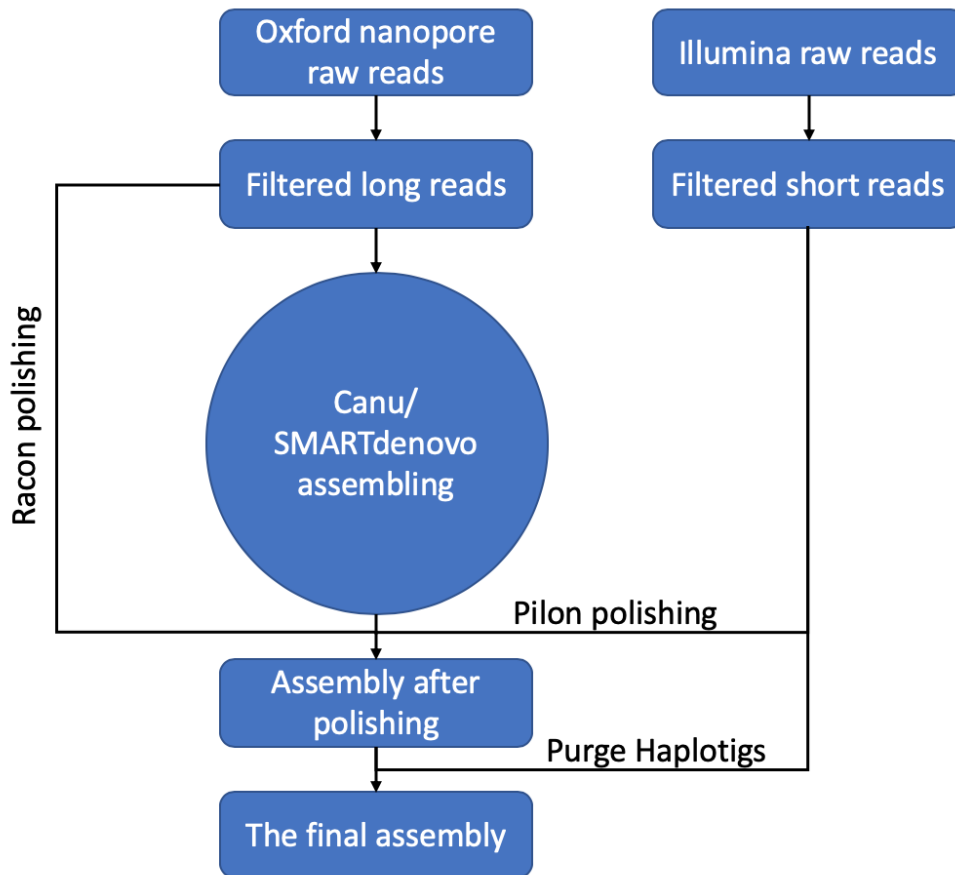 Oxford nanopore
raw reads
Illumina raw reads
Filtered long reads
Filtered short reads
Racon polishing
Canu/
SMARTdenovo
assembling
Pilon polishing
Assembly after
polishing
Purge Haplotigs
The final assembly